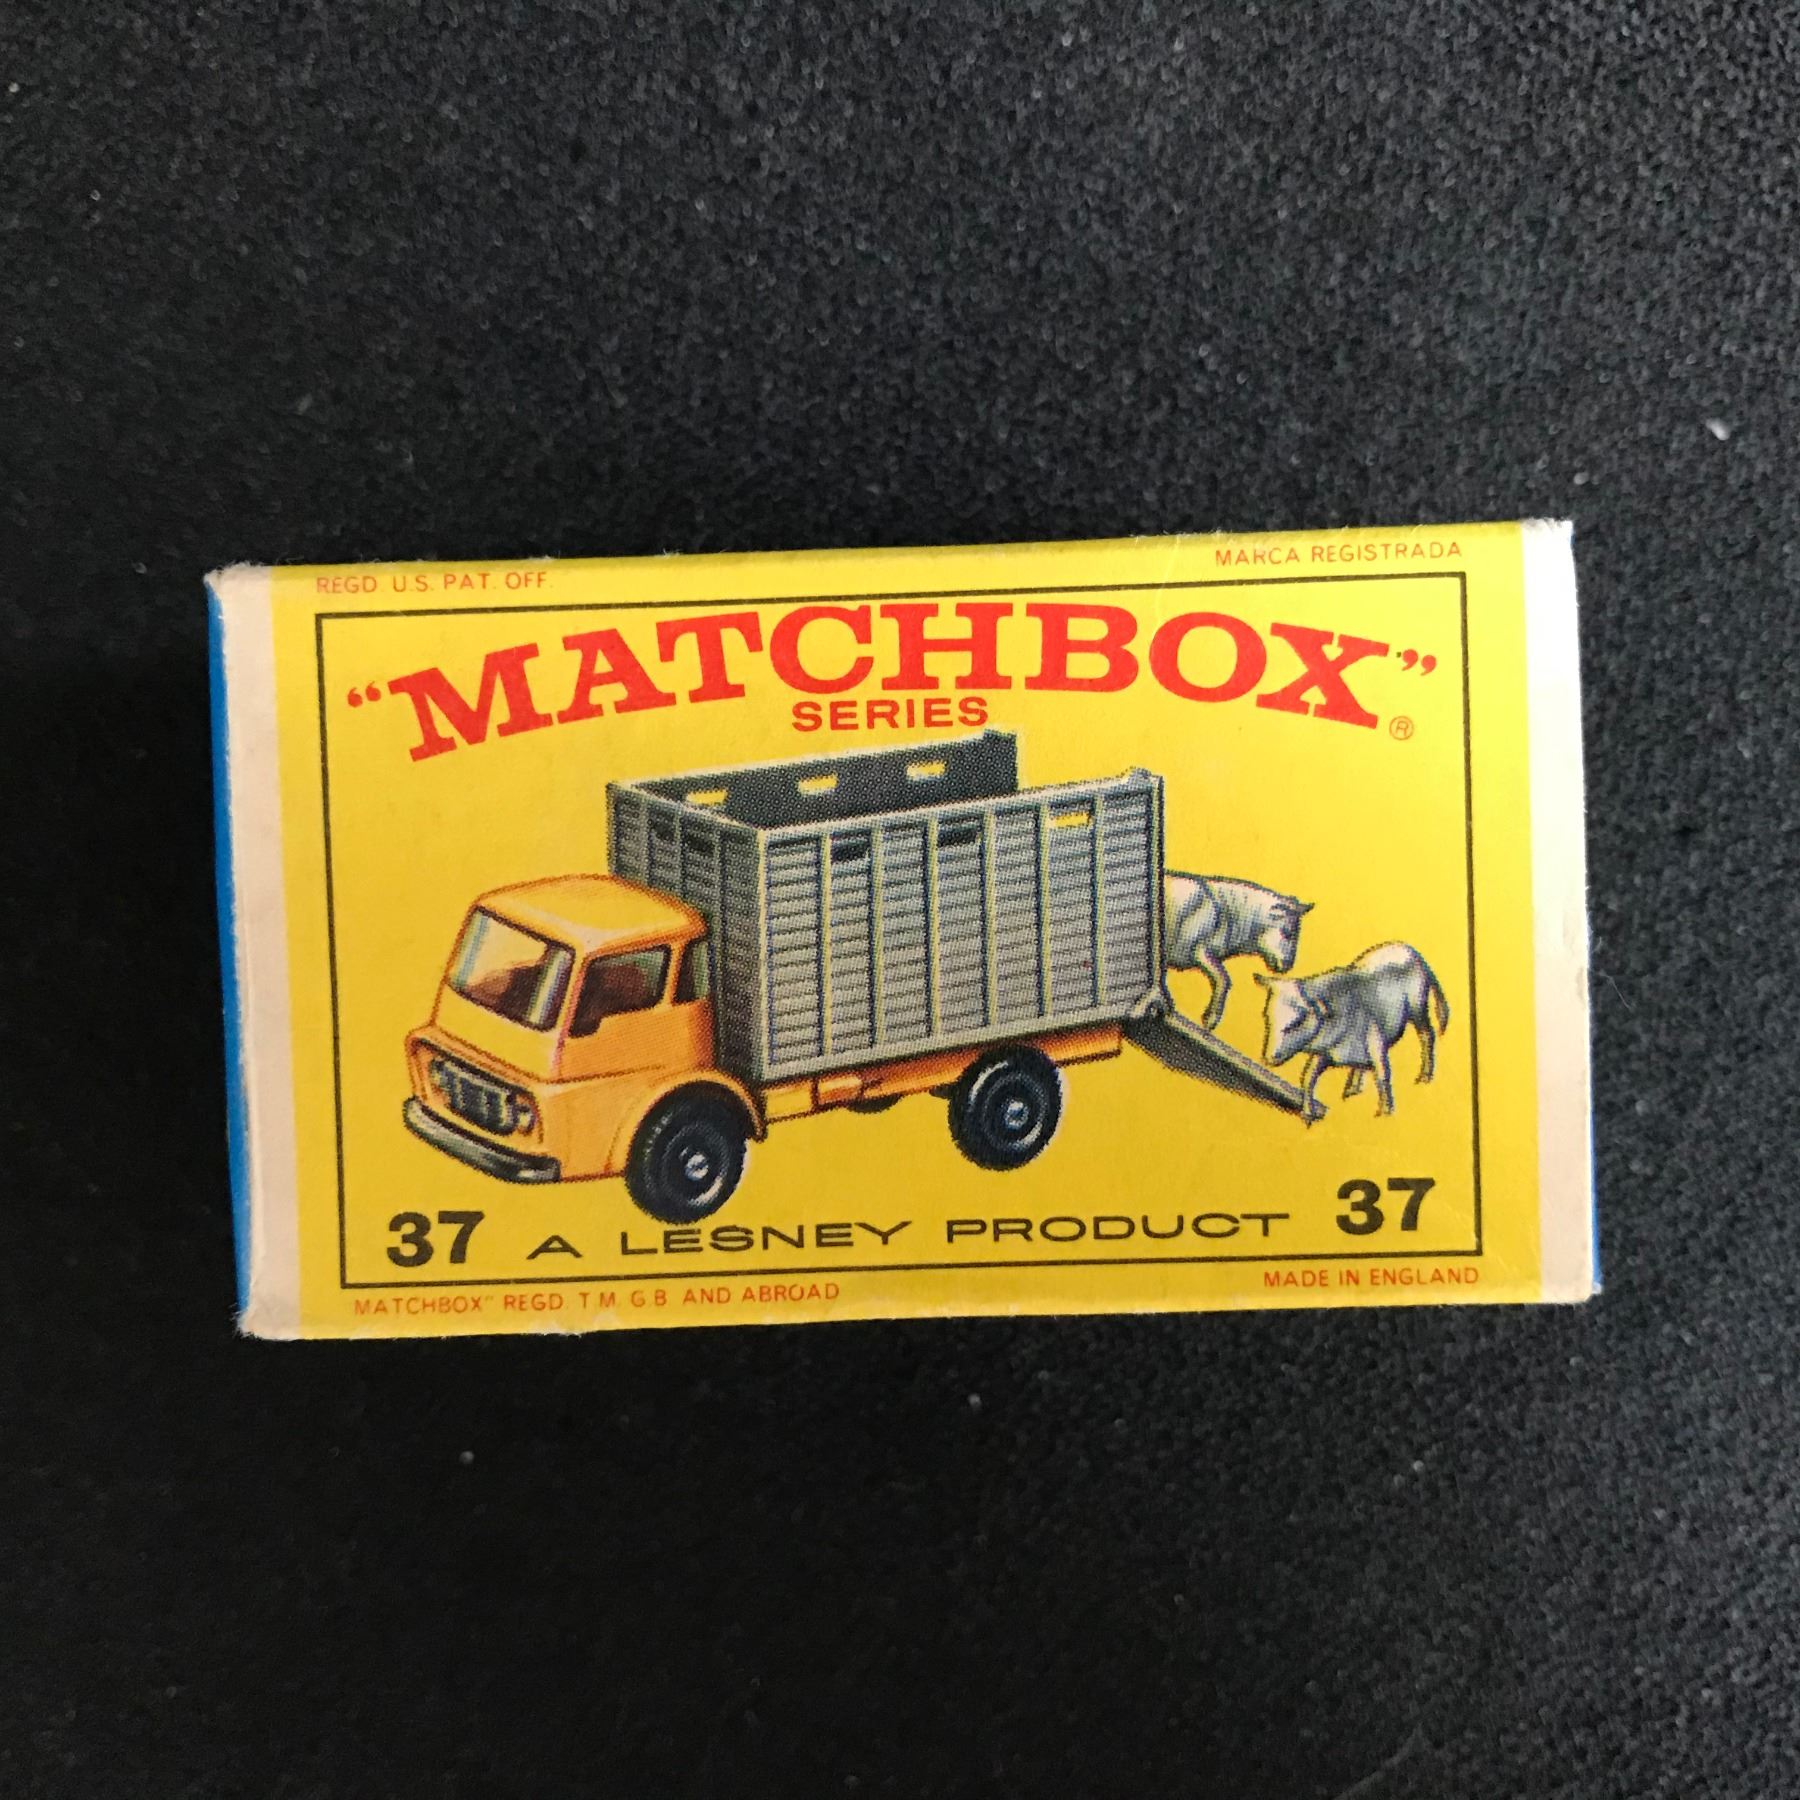 REGD. U.S. PAT. OFF.
MARCA REGISTRADA
“MATCHBOX”®
SERIES
37 A LESNEY PRODUCT 37
MATCHBOX" REGD. T M. G.B AND ABROAD
MADE IN ENGLAND